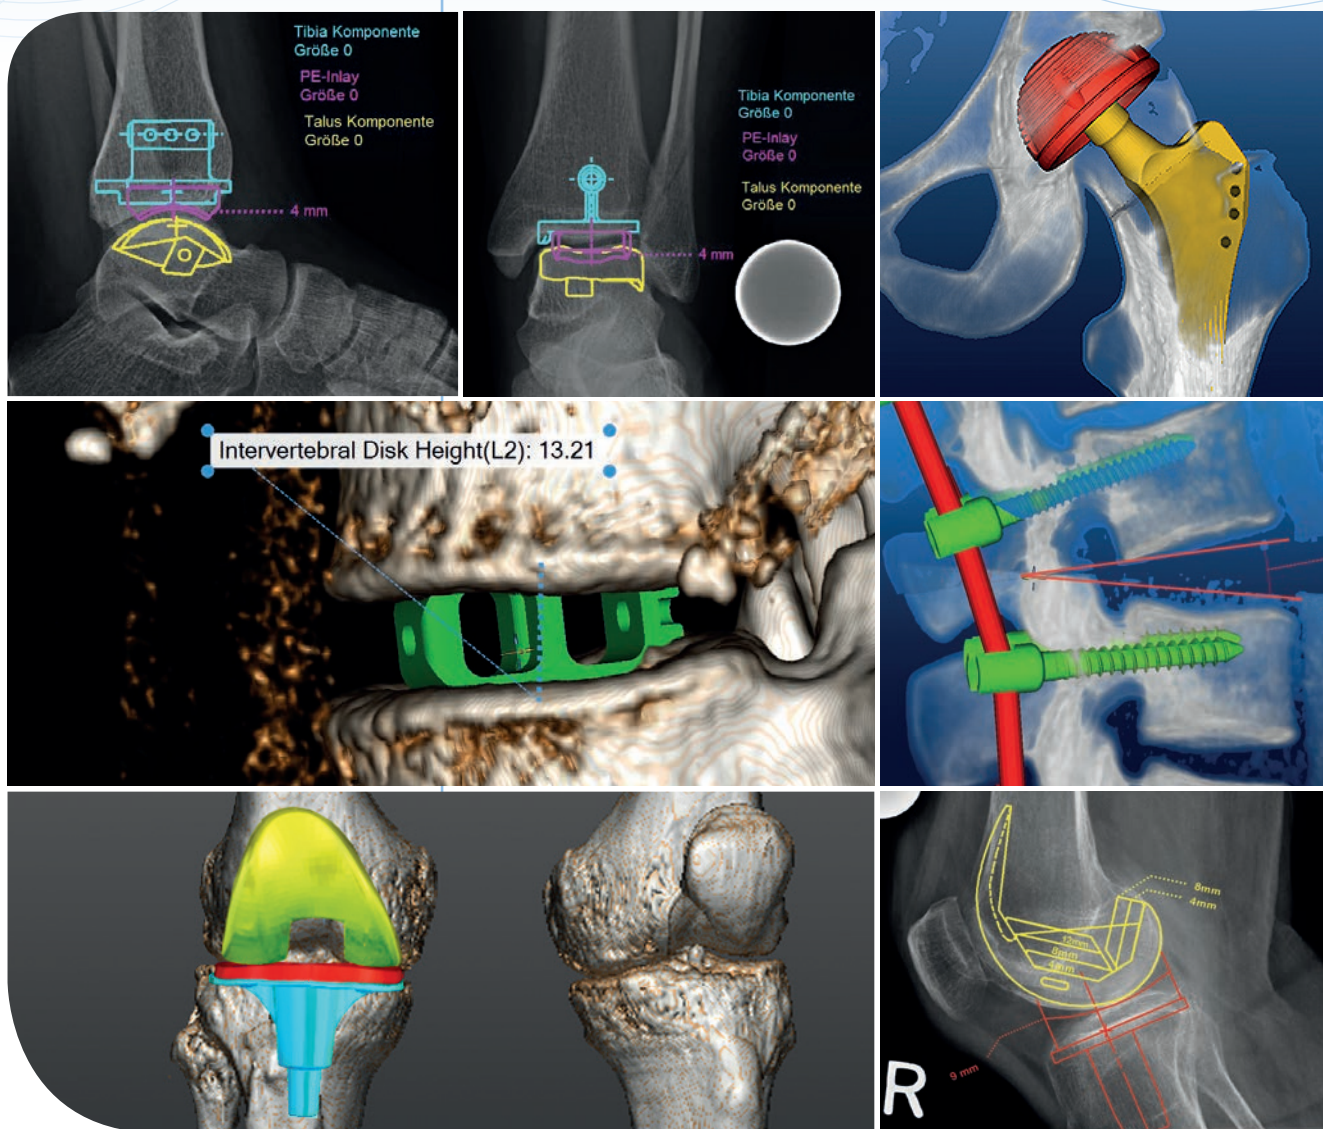 Tibia Komponente
Größe 0
PE-Inlay
Größe 0
Talus Komponente
Größe 0
4 mm
Tibia Komponente
Größe 0
PE-Inlay
Größe 0
Talus Komponente
Größe 0
4 mm
Intervertebral Disk Height(L2): 13.21
8mm
4mm
12mm
8mm
4mm
9 mm
R